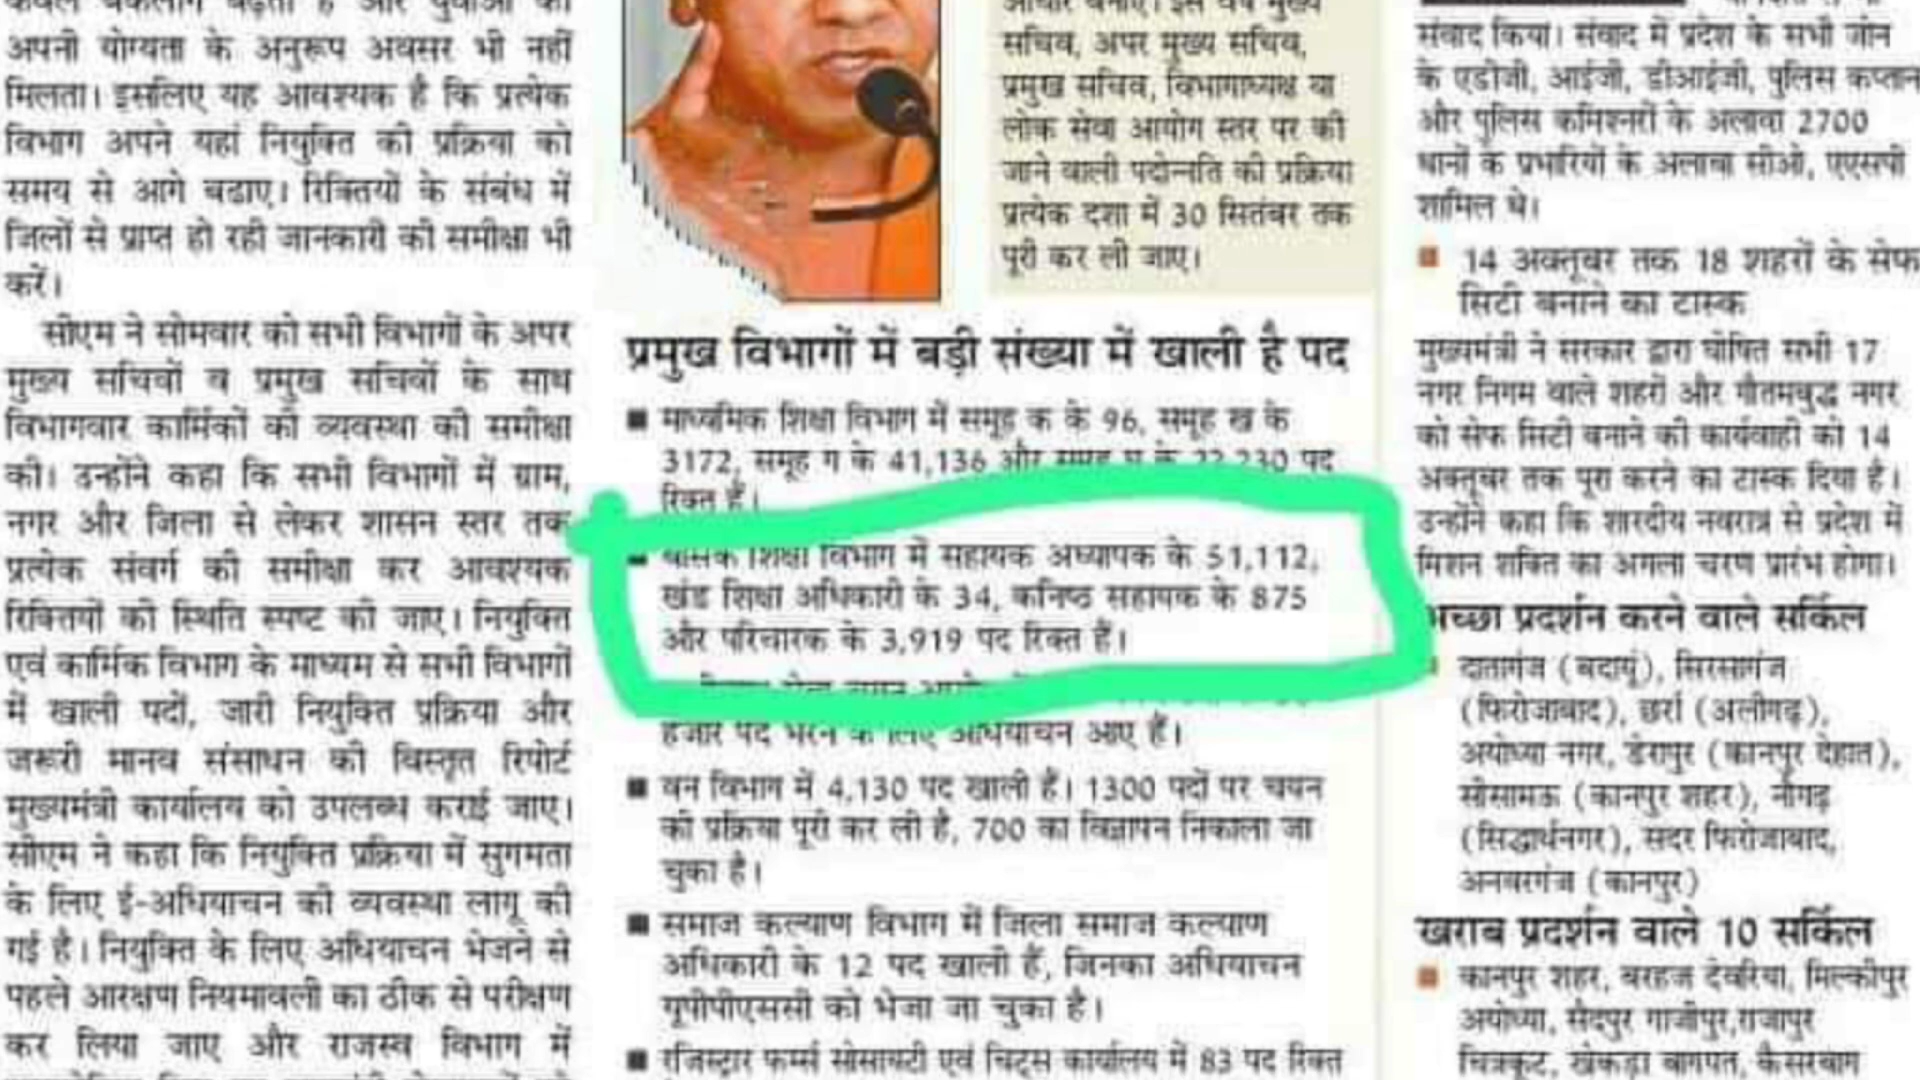 अपनी योग्यता के अनुरूप अवसर भी नहीं
मिलता। इसलिए यह आवश्यक है कि प्रत्येक
विभाग अपने यहां नियुक्ति की प्रक्रिया को
समय से आगे बढाए। रिक्तियों के संबंध में
जिलों से प्राप्त हो रही जानकारी की समीक्षा भी
करें।
सीएम ने सोमवार को सभी विभागों के अपर
मुख्य सचिवों व प्रमुख सचिवों के साथ
विभागवार कार्मिकों की व्यवस्था की समीक्षा
की। उन्होंने कहा कि सभी विभागों में ग्राम,
नगर और जिला से लेकर शासन स्तर तक
प्रत्येक संवर्ग की समीक्षा कर आवश्यक
रिक्तियों की स्थिति स्पष्ट की जाए। नियुक्ति
एवं कार्मिक विभाग के माध्यम से सभी विभागों
में खाली पदों, जारी नियुक्ति प्रक्रिया और
जरूरी मानव संसाधन की विस्तृत रिपोर्ट
मुख्यमंत्री कार्यालय को उपलब्ध कराई जाए।
सीएम ने कहा कि नियुक्ति प्रक्रिया में सुगमता
के लिए ई-अधियाचन की व्यवस्था लागू की
गई है। नियुक्ति के लिए अधियाचन भेजने से
पहले आरक्षण नियमावली का ठीक से परीक्षण
कर लिया जाए और राजस्व विभाग में
सचिव, अपर मुख्य सचिव,
प्रमुख सचिव, विभागाध्यक्ष या
लोक सेवा आयोग स्तर पर की
जाने वाली पदोन्नति की प्रक्रिया
प्रत्येक दशा में 30 सितंबर तक
पूरी कर ली जाए।
प्रमुख विभागों में बड़ी संख्या में खाली है पद
माध्यमिक शिक्षा विभाग में समूह क के 96, समूह ख के
3172, समूह ग के 41,136 और समूह घ के 22,230 पद
रिक्त हैं।
बेसिक शिक्षा विभाग में सहायक अध्यापक के 51,112,
खंड शिक्षा अधिकारी के 34, कनिष्ठ सहायक के 875
और परिचारक के 3,919 पद रिक्त हैं।
हजार पद भरने के लिए अधियाचन आए हैं।
वन विभाग में 4,130 पद खाली हैं। 1300 पदों पर चयन
की प्रक्रिया पूरी कर ली है, 700 का विज्ञापन निकाला जा
चुका है।
समाज कल्याण विभाग में जिला समाज कल्याण
अधिकारी के 12 पद खाली हैं, जिनका अधियाचन
यूपीपीएससी को भेजा जा चुका है।
रजिस्ट्रार फर्म्स सोसायटी एवं चिट्स कार्यालय में 83 पद रिक्त
संवाद किया। संवाद में प्रदेश के सभी जोन
के एडीजी, आईजी, डीआईजी, पुलिस कप्तान
और पुलिस कमिश्नरों के अलावा 2700
थानों के प्रभारियों के अलावा सीओ, एएसपी
शामिल थे।
14 अक्तूबर तक 18 शहरों के सेफ
सिटी बनाने का टास्क
मुख्यमंत्री ने सरकार द्वारा घोषित सभी 17
नगर निगम वाले शहरों और गौतमबुद्ध नगर
को सेफ सिटी बनाने की कार्यवाही को 14
अक्तूबर तक पूरा करने का टास्क दिया है।
उन्होंने कहा कि शारदीय नवरात्र से प्रदेश में
मिशन शक्ति का अगला चरण प्रारंभ होगा।
अच्छा प्रदर्शन करने वाले सर्किल
दातागंज (बदायूं), सिरसागंज
(फिरोजाबाद), छर्रा (अलीगढ़),
अयोध्या नगर, डेरापुर (कानपुर देहात),
सीसामऊ (कानपुर शहर), नौगढ़
(सिद्धार्थनगर), सदर फिरोजाबाद,
अनवरगंज (कानपुर)
खराब प्रदर्शन वाले 10 सर्किल
कानपुर शहर, बरहज देवरिया, मिल्कीपुर
अयोध्या, सैदपुर गाजीपुर,राजापुर
चित्रकूट, खेकड़ा बागपत, कैसरबाग